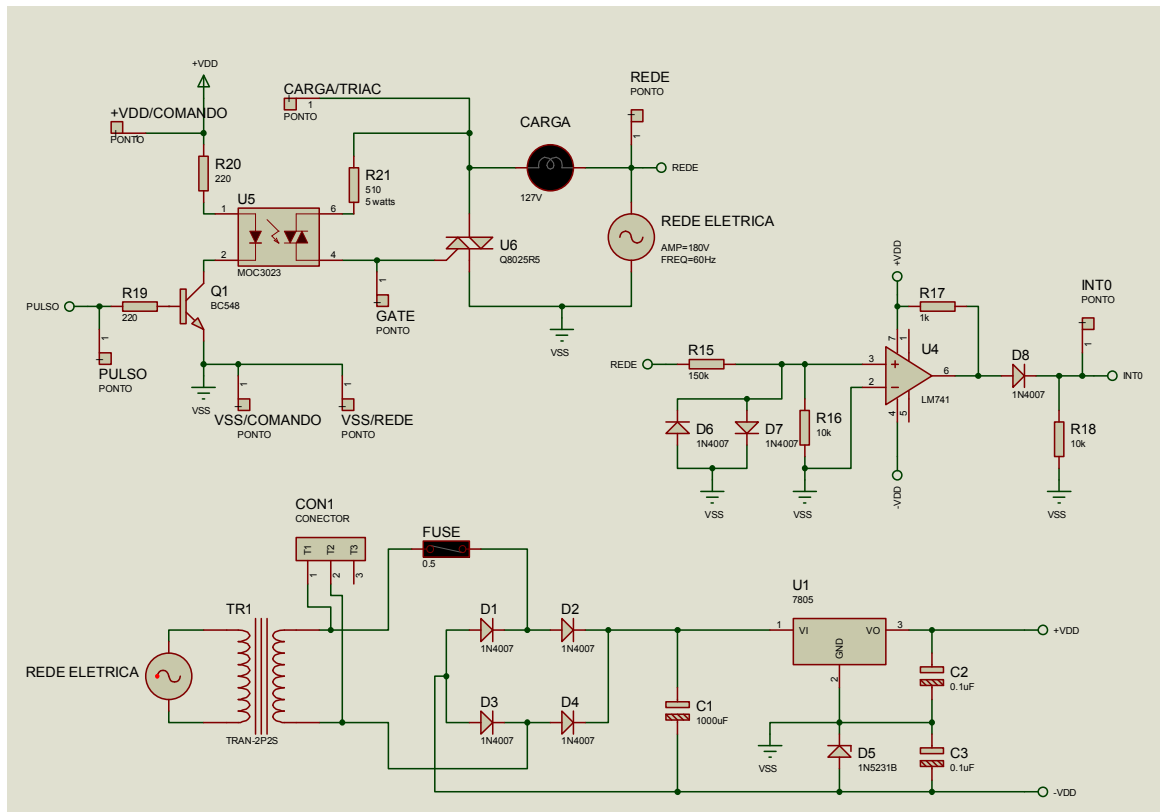 +VDD
+VDD/COMANDO
PONTO
1
R20
220
U5
1
2
6
4
MOC3023
CARGA/TRIAC
1
PONTO
R21
510
5 watts
CARGA
127V
REDE
PONTO
1
REDE
REDE ELETRICA
AMP=180V
FREQ=60Hz
U6
Q8025R5
VSS
1
GATE
PONTO
PULSO
R19
220
Q1
BC548
1
PULSO
PONTO
VSS
1
VSS/COMANDO
PONTO
1
VSS/REDE
PONTO
+VDD
R17
1k
INT0
PONTO
1
REDE
R15
150k
3
2
7
1
6
4
5
U4
LM741
D8
1N4007
INT0
D6
1N4007
D7
1N4007
R16
10k
R18
10k
VSS
VSS
-VDD
VSS
CON1
CONECTOR
T1
T2
T3
1
2
3
FUSE
0.5
TR1
REDE ELETRICA
TRAN-2P2S
D1
1N4007
D2
1N4007
D3
1N4007
D4
1N4007
C1
1000uF
U1
7805
1
VI
VO
3
GND
2
+VDD
C2
0.1uF
VSS
D5
1N5231B
C3
0.1uF
-VDD